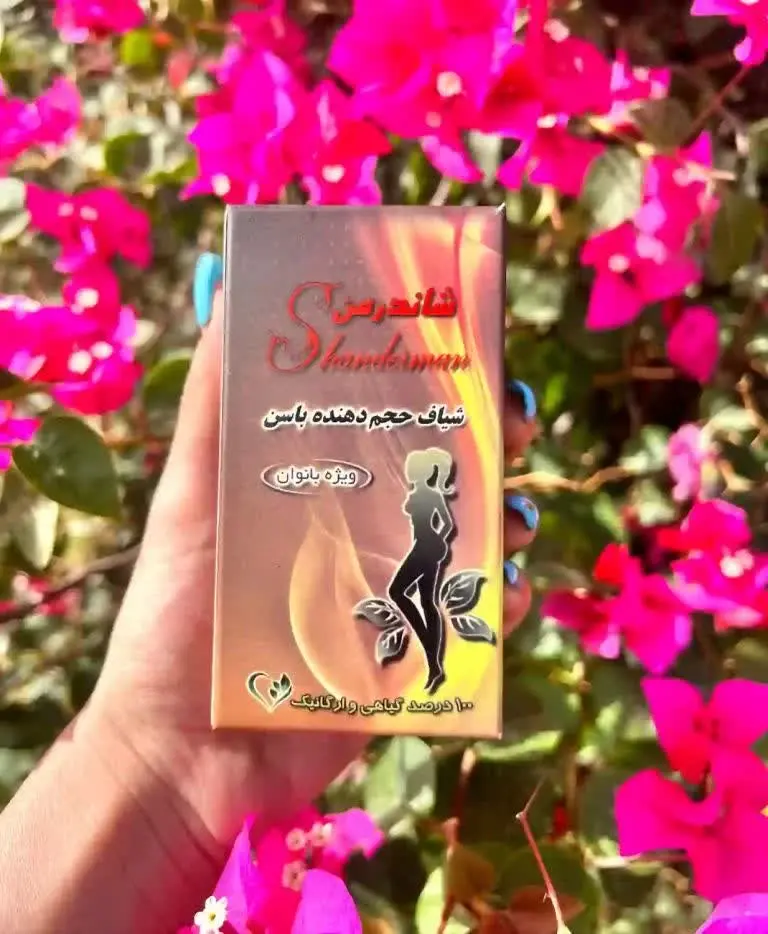 شاندرمن
Shanderman
شیاف حجم دهنده باسن
ویژه بانوان
۱۰۰ درصد گیاهی و ارگانیک